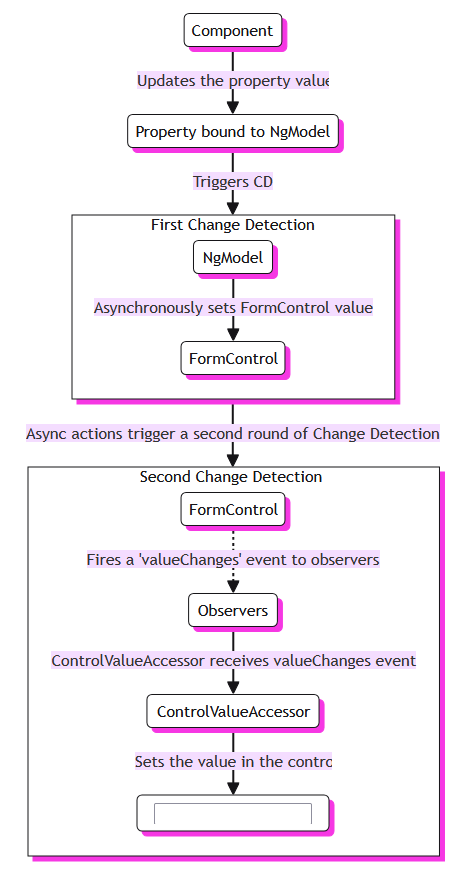 Component
Updates the property value
Property bound to NgModel
Triggers CD
First Change Detection
NgModel
Asynchronously sets FormControl value
FormControl
Async actions trigger a second round of Change Detection
Second Change Detection
FormControl
Fires a 'valueChanges' event to observers
Observers
ControlValueAccessor receives valueChanges event
ControlValueAccessor
Sets the value in the contro